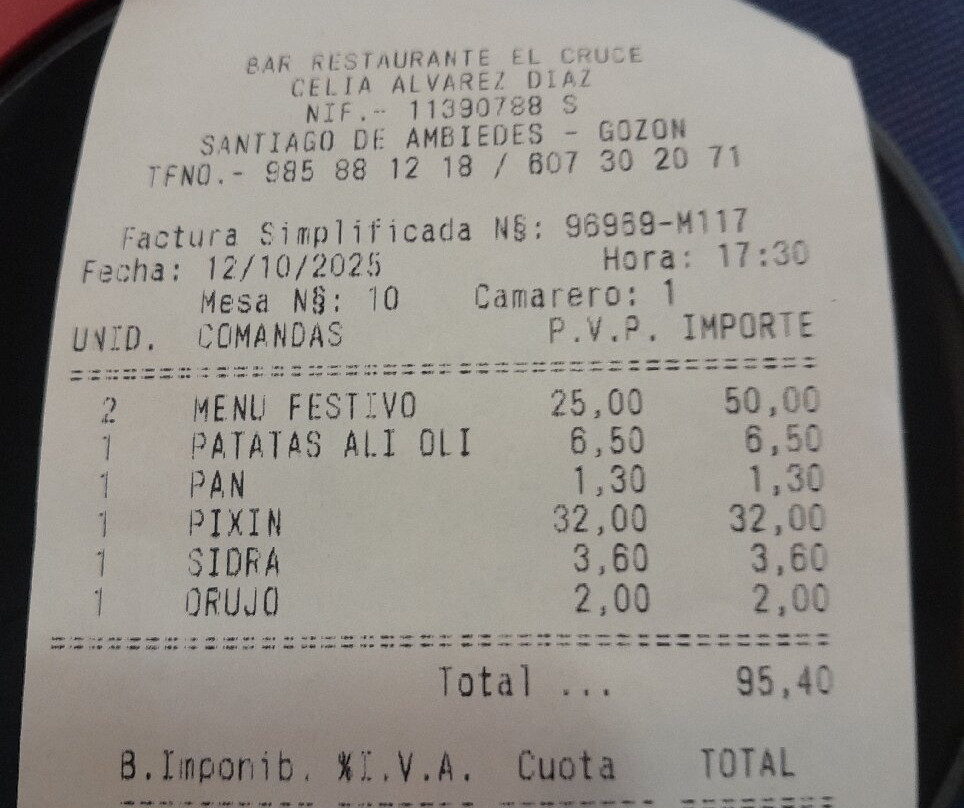 BAR RESTAURANTE EL CRUCE
CELIA ALVAREZ DIAZ
NIF.- 11390788 S
SANTIAGO DE AMBIEDES - GOZON
TFNO.- 985 88 12 18 / 607 30 20 71
Factura Simplificada N§: 96969-M117
Fecha: 12/10/2025 Hora: 17:30
Mesa N§: 10 Camarero: 1
UNID. COMANDAS P.V.P. IMPORTE
2 MENU FESTIVO 25,00 50,00
1 PATATAS ALI OLI 6,50 6,50
1 PAN 1,30 1,30
1 PIXIN 32,00 32,00
1 SIDRA 3,60 3,60
1 ORUJO 2,00 2,00
Total ... 95,40
B.Imponib. %I.V.A. Cuota TOTAL